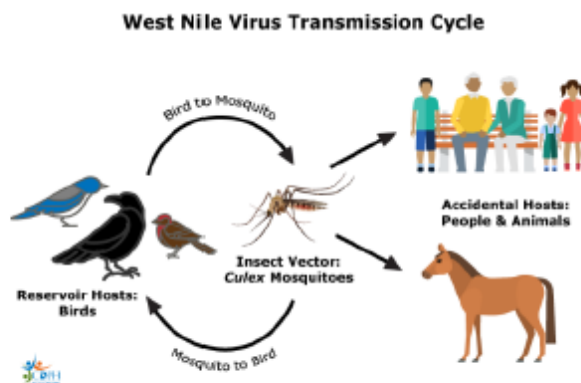 West Nile Virus Transmission Cycle
Bird to Mosquito
Accidental Hosts:
People & Animals
Insect Vector:
Culex Mosquitoes
Reservoir Hosts:
Birds
Mosquito to Bird